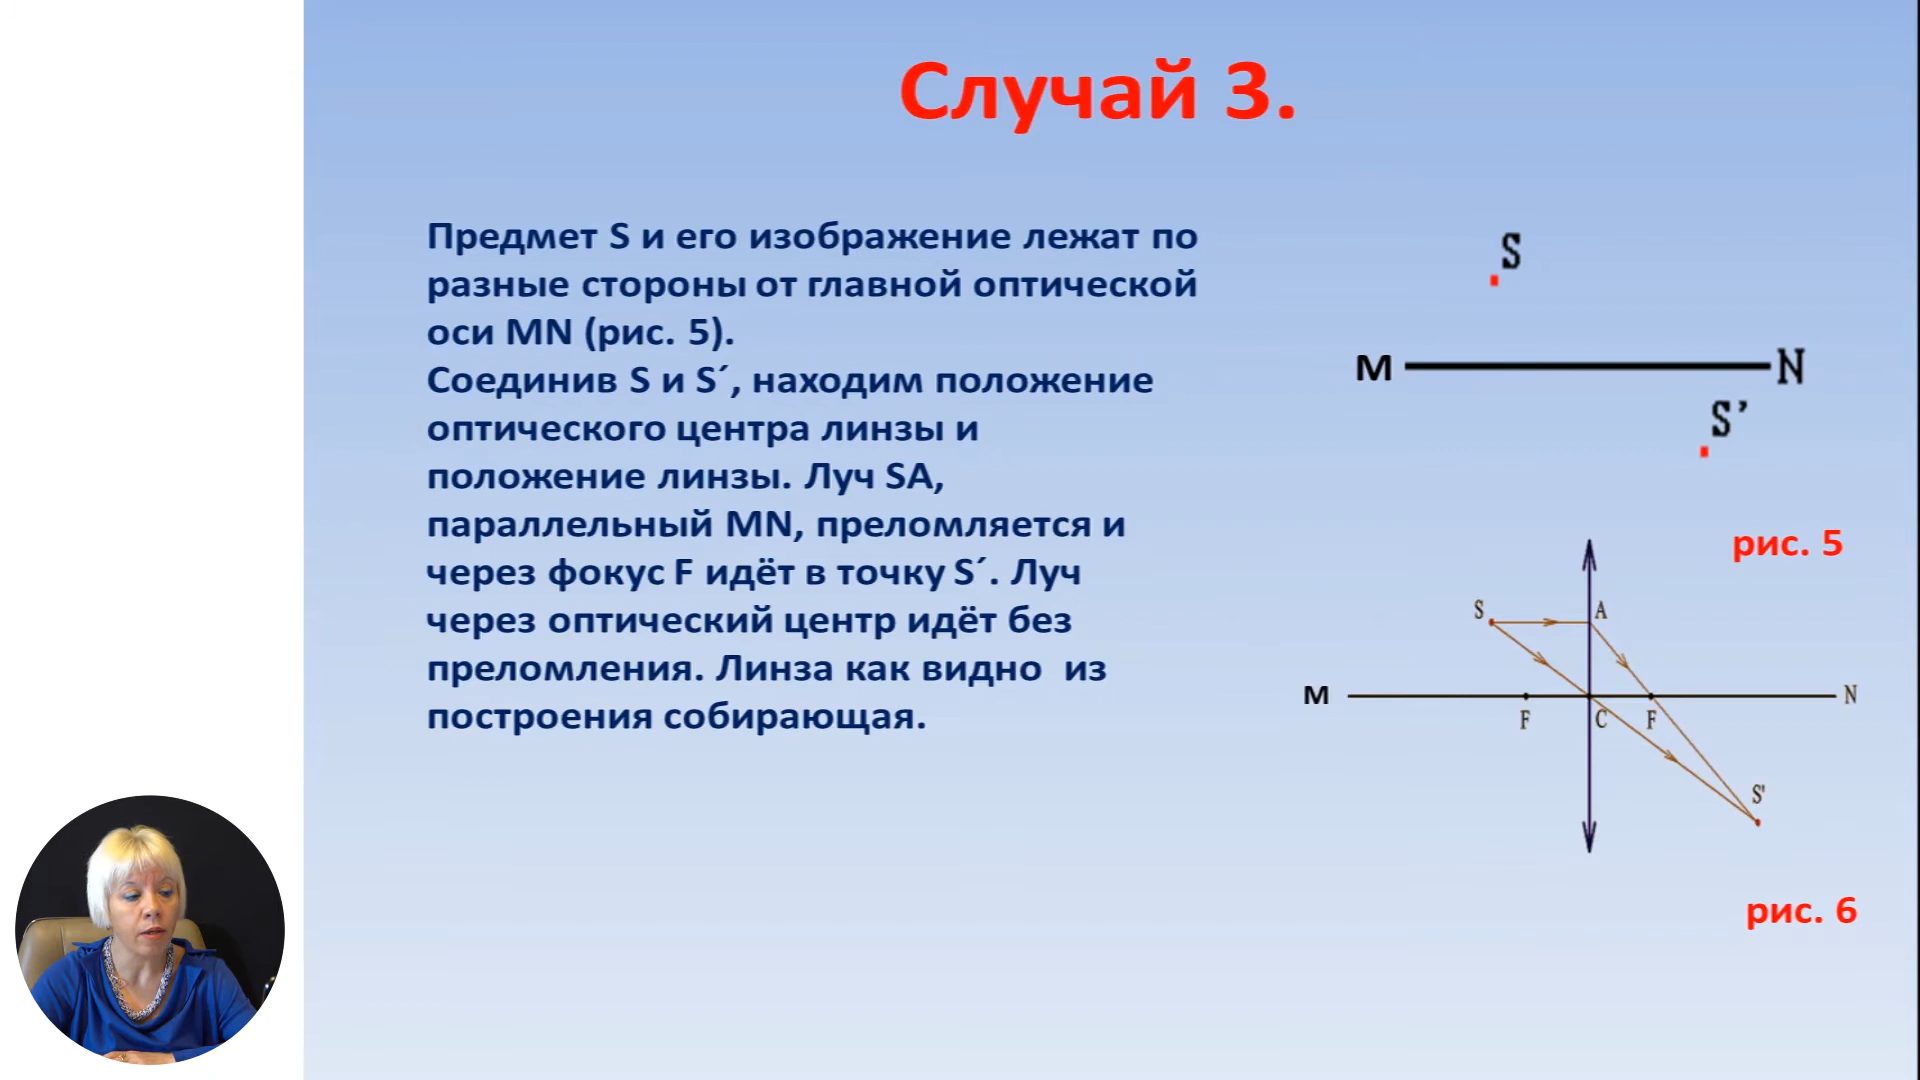 Случай 3.
Предмет S и его изображение лежат по
разные стороны от главной оптической
оси MN (рис. 5).
Соединив S и S´, находим положение
оптического центра линзы и
положение линзы. Луч SA,
параллельный MN, преломляется и
через фокус F идёт в точку S´. Луч
через оптический центр идёт без
преломления. Линза как видно  из
построения собирающая.
S
M N
S’
рис. 5
S A
M N
F C F
S'
рис. 6